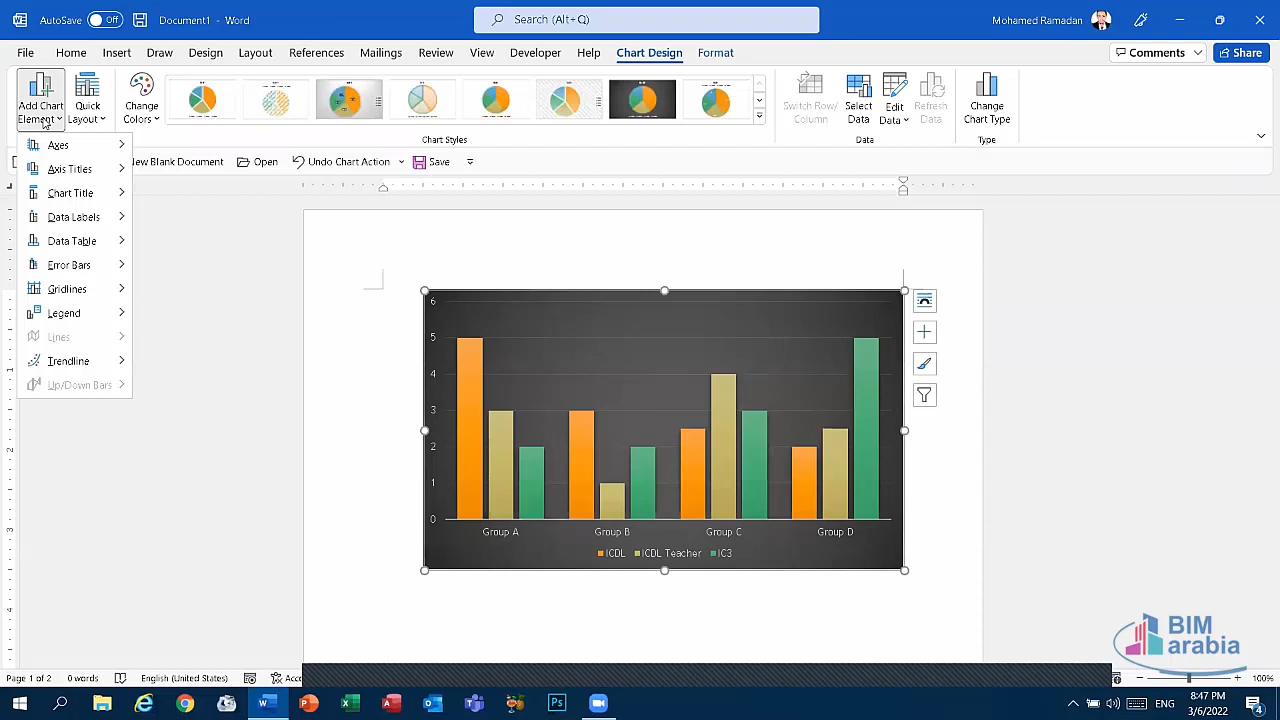 AutoSave Off Document1 - Word Search (Alt+Q) Mohamed Ramadan
File Home Insert Draw Design Layout References Mailings Review View Developer Help Chart Design Format Comments Share
Add Chart Element
Quick Layout
Change Colors
Chart Styles
Switch Row/ Column
Select Data
Edit Data
Refresh Data
Data
Change Chart Type
Type
New Blank Document Open Undo Chart Action Save
Axes
Axis Titles
Chart Title
Data Labels
Data Table
Error Bars
Gridlines
Legend
Lines
Trendline
Up/Down Bars
6
5
4
3
2
1
0
Group A Group B Group C Group D
ICDL ICDL Teacher IC3
1
2
3
4
BIM
arabia
Page 1 of 2 0 words English (United States) 100%
ENG
8:47 PM
3/6/2022
4